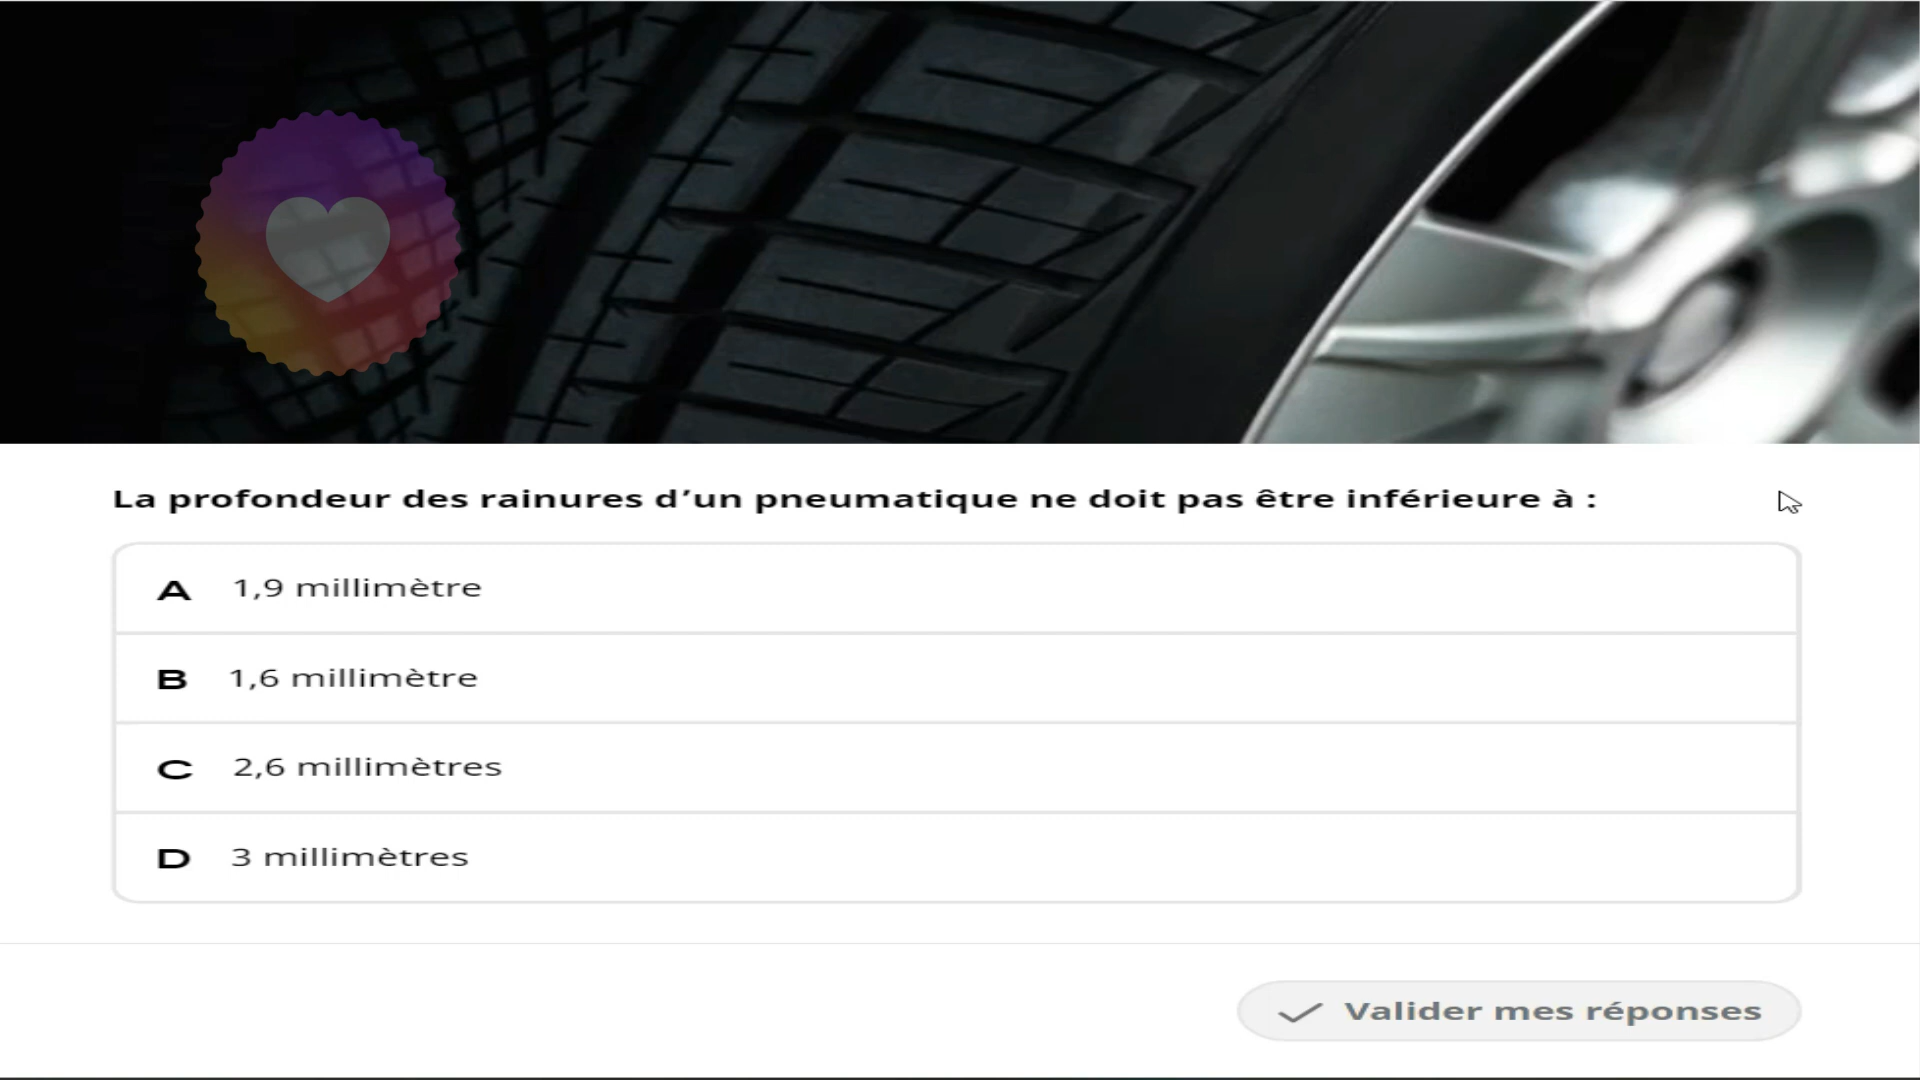 La profondeur des rainures d’un pneumatique ne doit pas être inférieure à :
A 1,9 millimètre
B 1,6 millimètre
C 2,6 millimètres
D 3 millimètres
Valider mes réponses